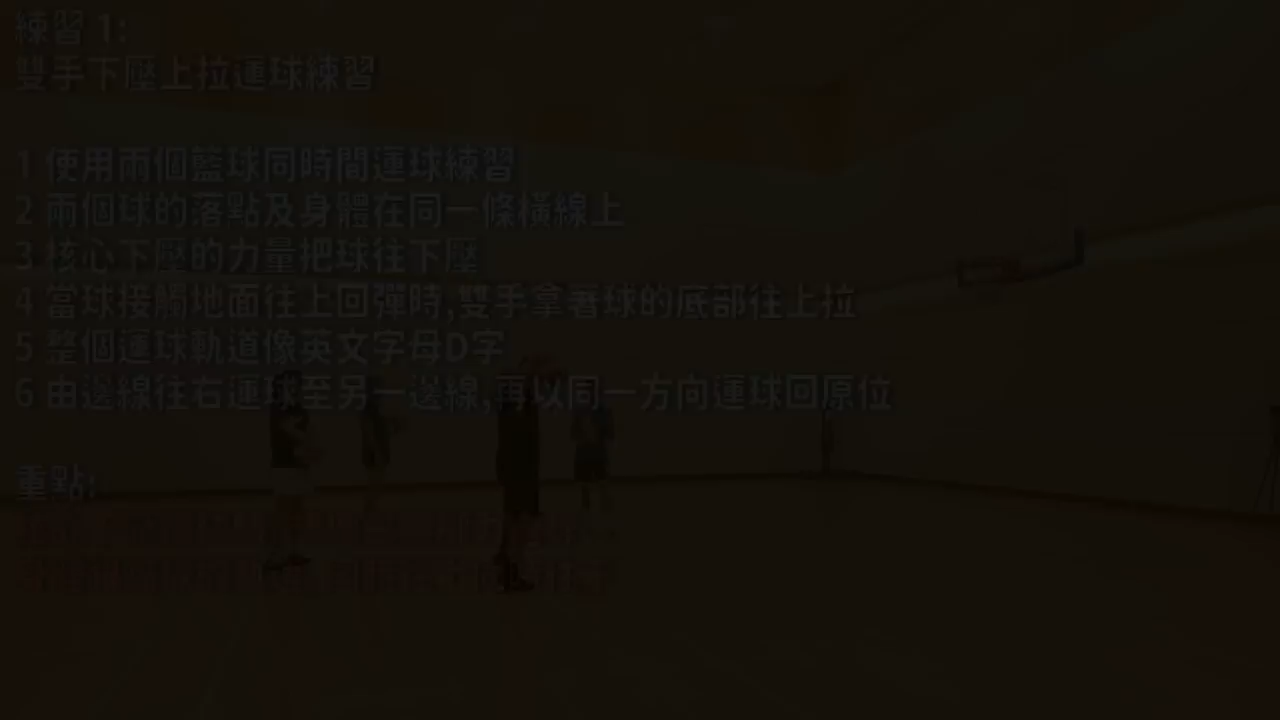 練習 1:
雙手下壓上拉運球練習
1 使用兩個籃球同時間運球練習
2 兩個球的落點及身體在同一條橫線上
3 核心下壓的力量把球往下壓
4 當球接觸地面往上回彈時,雙手拿著球的底部往上拉
5 整個運球軌道像英文字母D字
6 由邊線往右運球至另一邊線,再以同一方向運球回原位
重點: